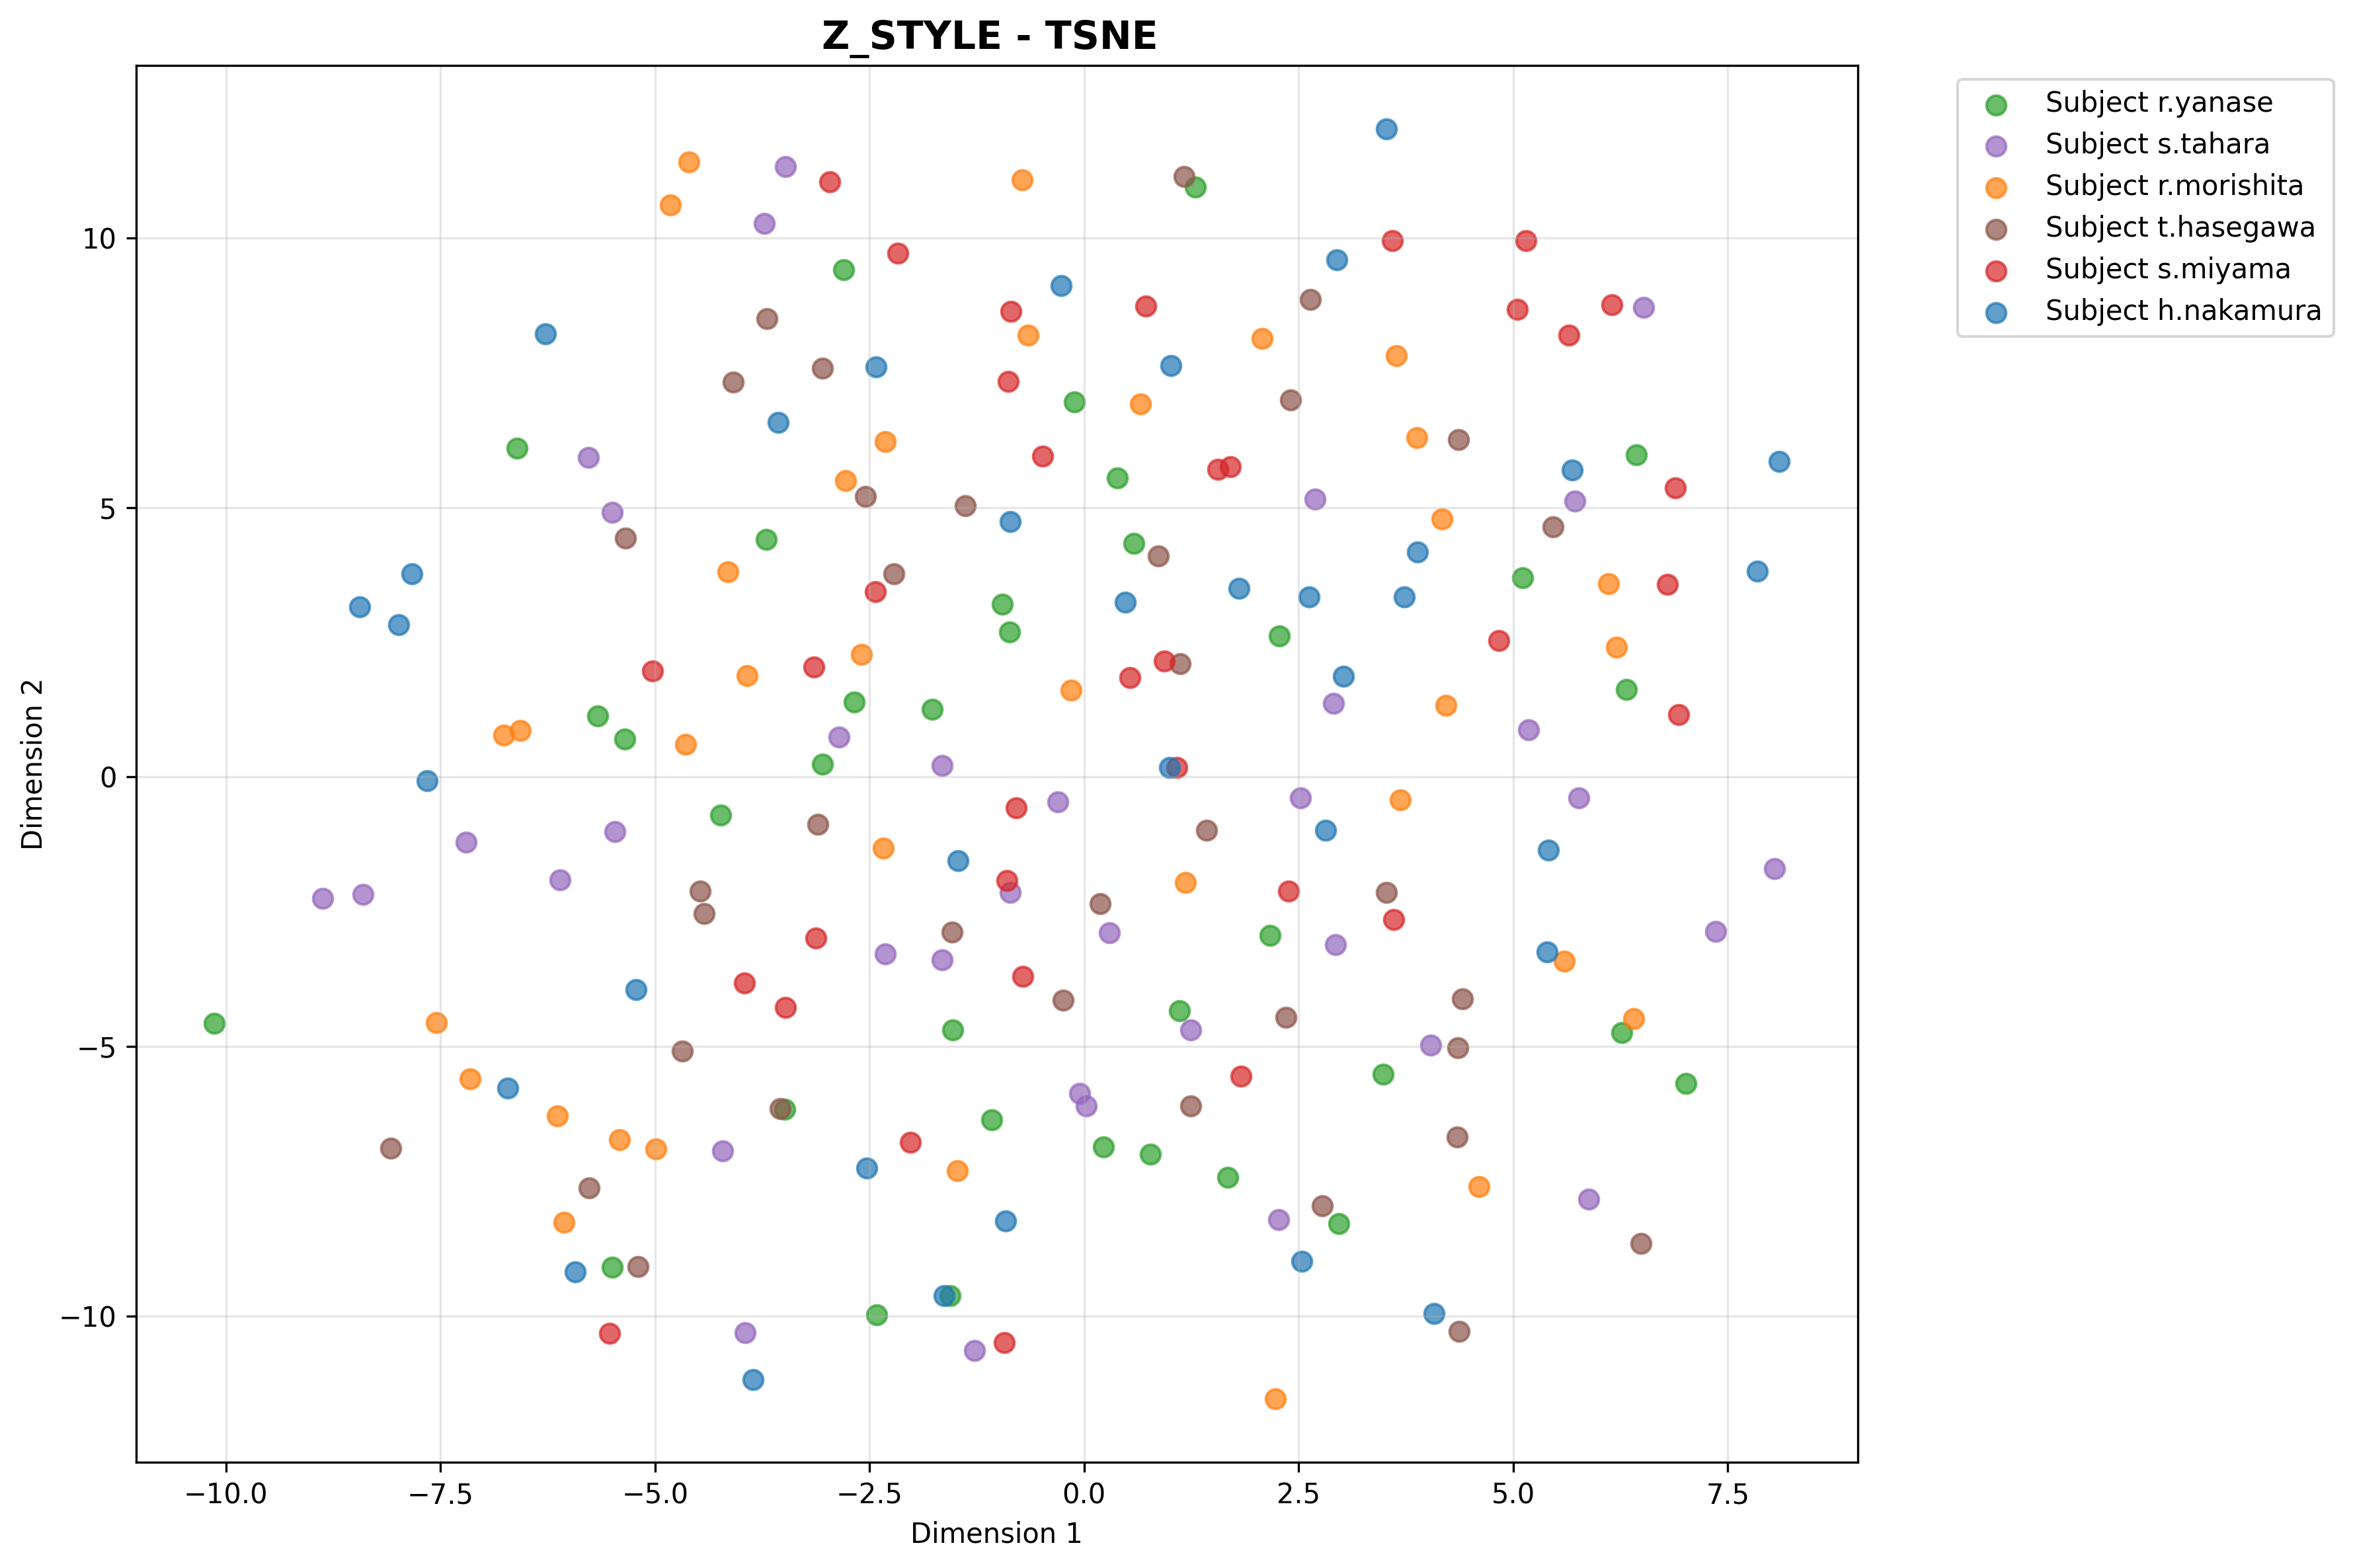 Z_STYLE - TSNE
Subject r.yanase
Subject s.tahara
Subject r.morishita
Subject t.hasegawa
Subject s.miyama
Subject h.nakamura
Dimension 2
10
5
0
−5
−10
−10.0 −7.5 −5.0 −2.5 0.0 2.5 5.0 7.5
Dimension 1